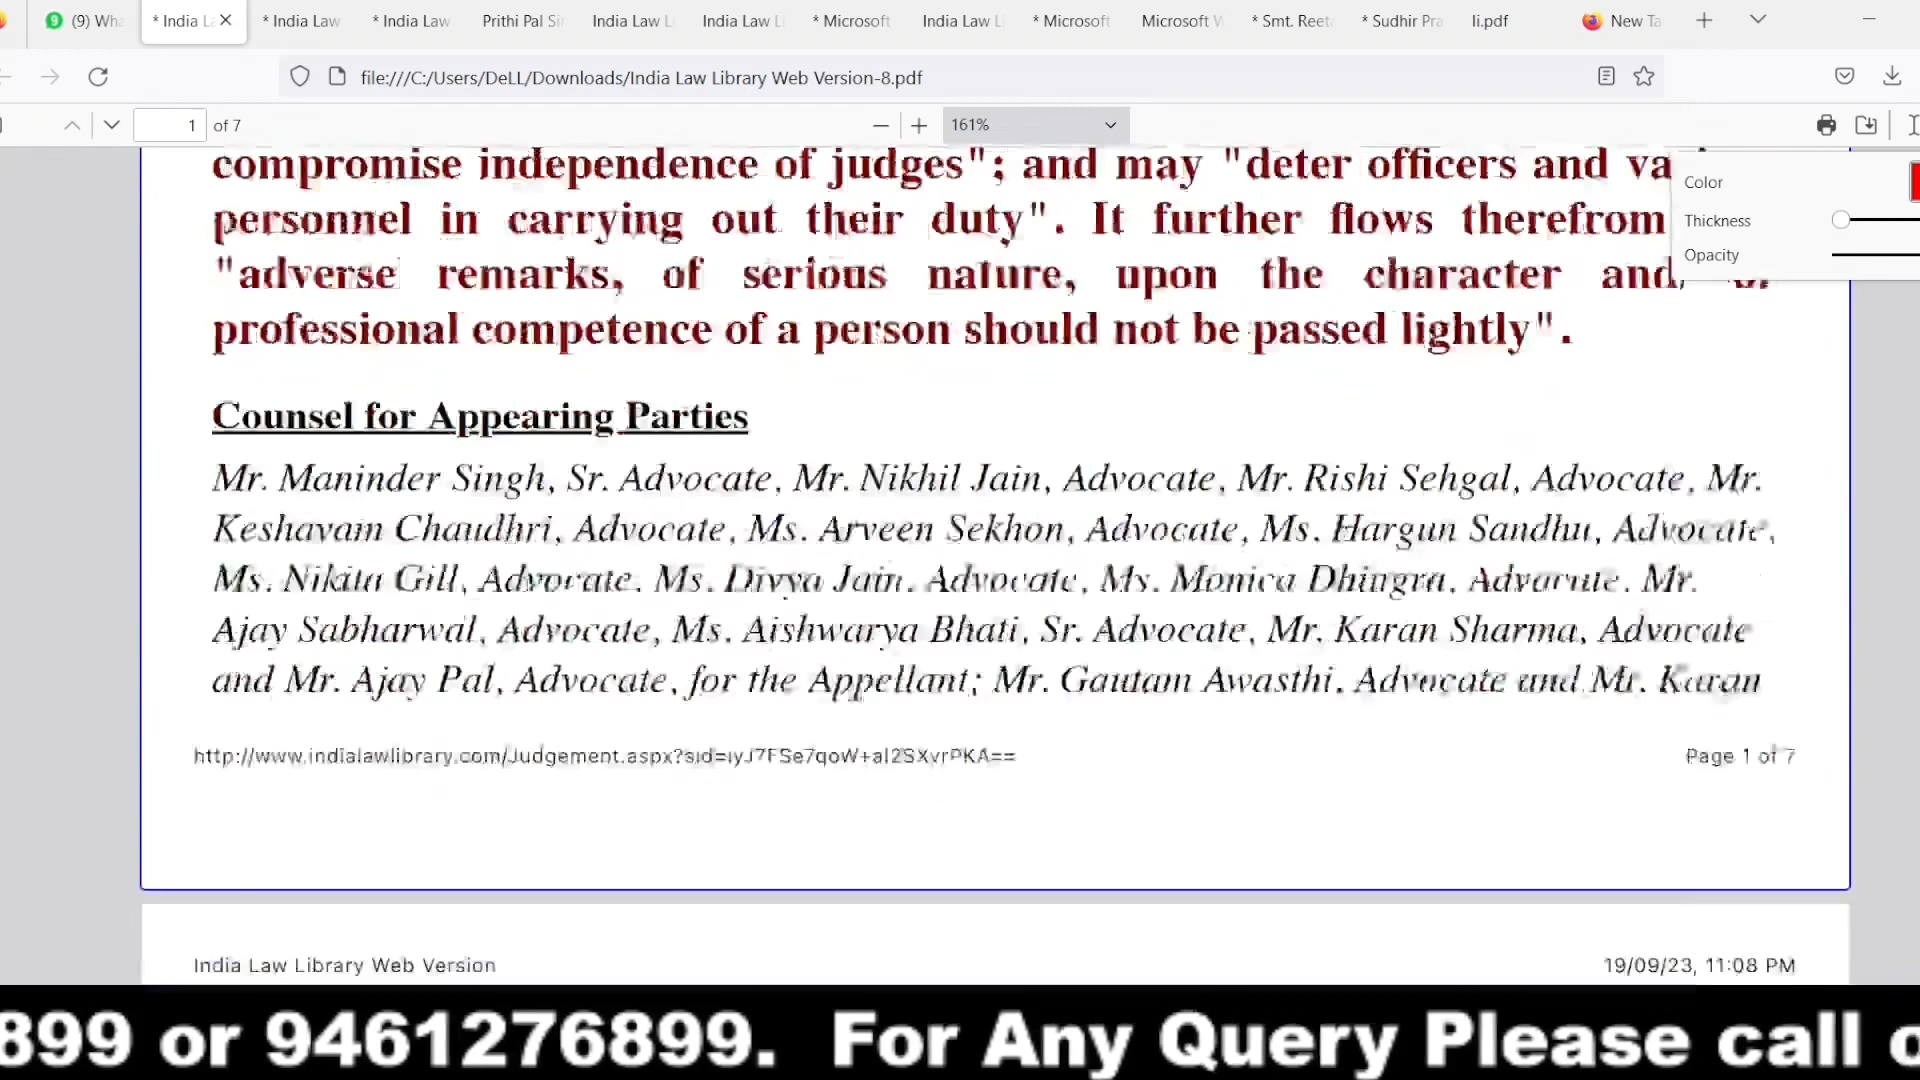 (9) Wha
* India L
* India Law
* India Law
Prithi Pal Si
India Law L
India Law L
* Microsoft
India Law L
* Microsoft
Microsoft W
* Smt. Reeta
* Sudhir Pra
li.pdf
New Ta
file:///C:/Users/DeLL/Downloads/India Law Library Web Version-8.pdf
1 of 7
161%
Color
Thickness
Opacity
compromise independence of judges"; and may "deter officers and va
personnel in carrying out their duty". It further flows therefrom
"adverse remarks, of serious nature, upon the character and/
professional competence of a person should not be passed lightly".
Counsel for Appearing Parties
Mr. Maninder Singh, Sr. Advocate, Mr. Nikhil Jain, Advocate, Mr. Rishi Sehgal, Advocate, Mr.
Keshavam Chaudhri, Advocate, Ms. Arveen Sekhon, Advocate, Ms. Hargun Sandhu, Advocate,
Ms. Nikita Gill, Advocate, Ms. Divya Jain, Advocate, Ms. Monica Dhingra, Advocate, Mr.
Ajay Sabharwal, Advocate, Ms. Aishwarya Bhati, Sr. Advocate, Mr. Karan Sharma, Advocate
and Mr. Ajay Pal, Advocate, for the Appellant; Mr. Gautam Awasthi, Advocate and Mr. Karan
Page 1 of 7
India Law Library Web Version
19/09/23, 11:08 PM
899 or 9461276899. For Any Query Please call o